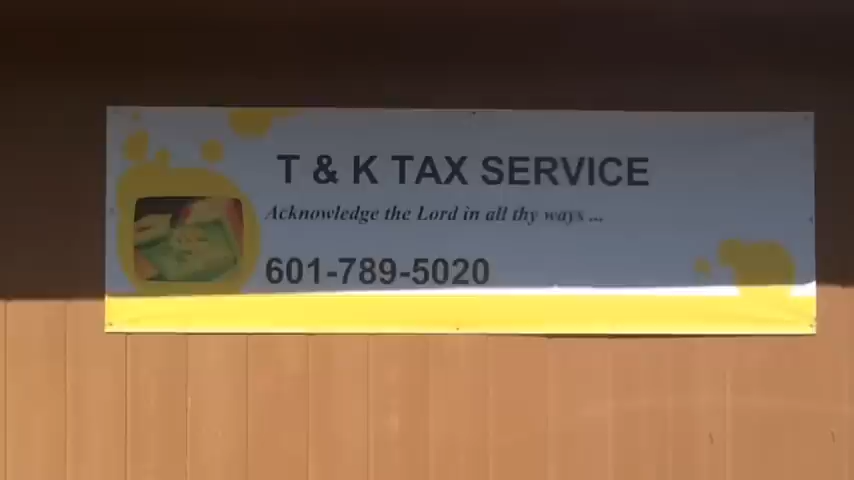 T & K TAX SERVICE
Acknowledge the Lord in all thy ways ...
601-789-5020